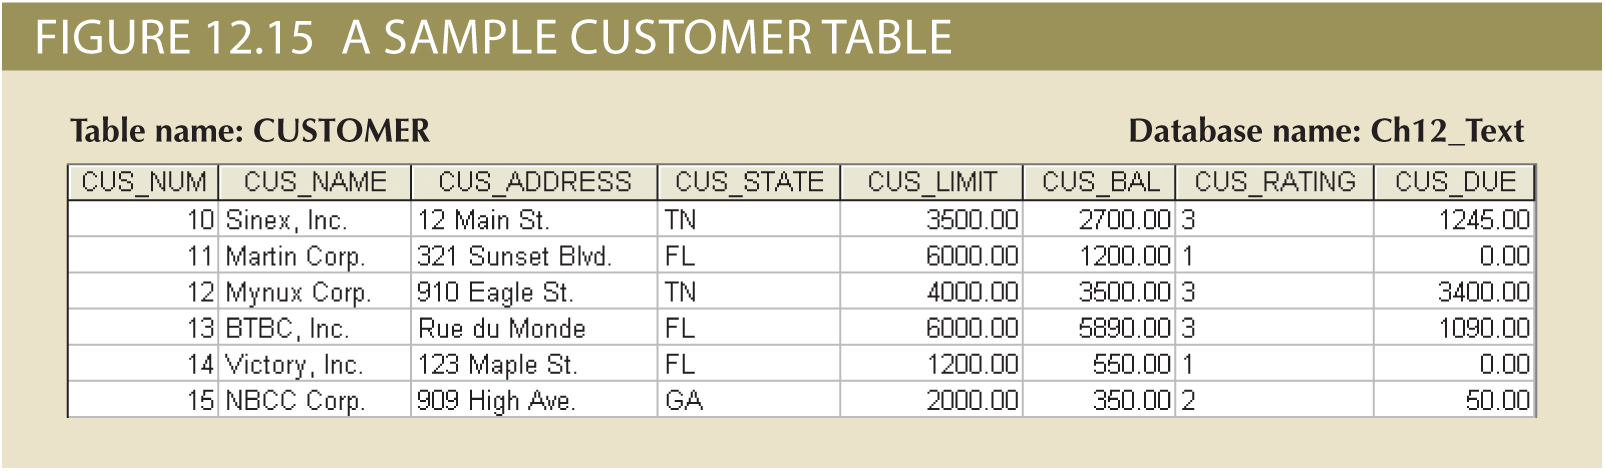 FIGURE 12.15 A SAMPLE CUSTOMER TABLE
Table name: CUSTOMER Database name: Ch12_Text
CUS_NUM CUS_NAME CUS_ADDRESS CUS_STATE CUS_LIMIT CUS_BAL CUS_RATING CUS_DUE
10 Sinex, Inc. 12 Main St. TN 3500.00 2700.00 3 1245.00
11 Martin Corp. 321 Sunset Blvd. FL 6000.00 1200.00 1 0.00
12 Mynux Corp. 910 Eagle St. TN 4000.00 3500.00 3 3400.00
13 BTBC, Inc. Rue du Monde FL 6000.00 5890.00 3 1090.00
14 Victory, Inc. 123 Maple St. FL 1200.00 550.00 1 0.00
15 NBCC Corp. 909 High Ave. GA 2000.00 350.00 2 50.00